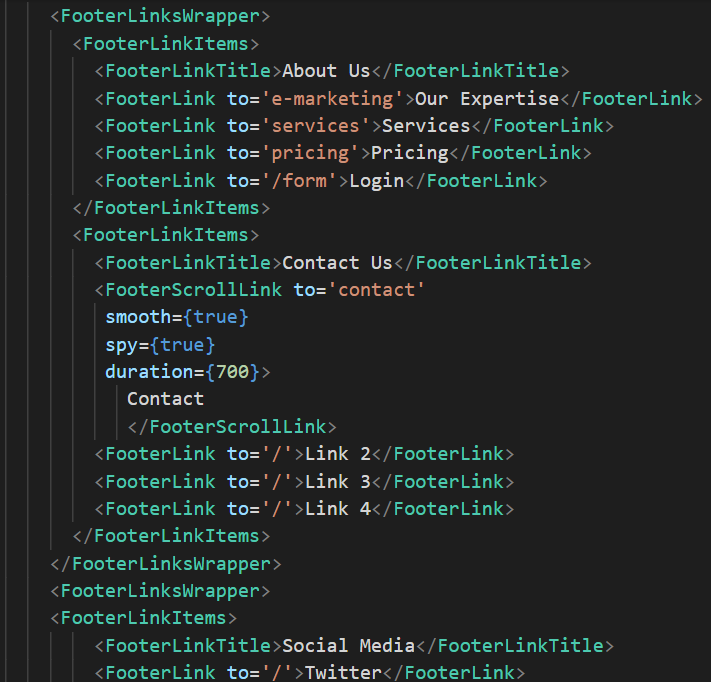 <FooterLinksWrapper>
<FooterLinkItems>
<FooterLinkTitle>About Us</FooterLinkTitle>
<FooterLink to='e-marketing'>Our Expertise</FooterLink>
<FooterLink to='services'>Services</FooterLink>
<FooterLink to='pricing'>Pricing</FooterLink>
<FooterLink to='/form'>Login</FooterLink>
</FooterLinkItems>
<FooterLinkItems>
<FooterLinkTitle>Contact Us</FooterLinkTitle>
<FooterScrollLink to='contact'
smooth={true}
spy={true}
duration={700}>
Contact
</FooterScrollLink>
<FooterLink to='/'>Link 2</FooterLink>
<FooterLink to='/'>Link 3</FooterLink>
<FooterLink to='/'>Link 4</FooterLink>
</FooterLinkItems>
</FooterLinksWrapper>
<FooterLinksWrapper>
<FooterLinkItems>
<FooterLinkTitle>Social Media</FooterLinkTitle>
<FooterLink to='/'>Twitter</FooterLink>